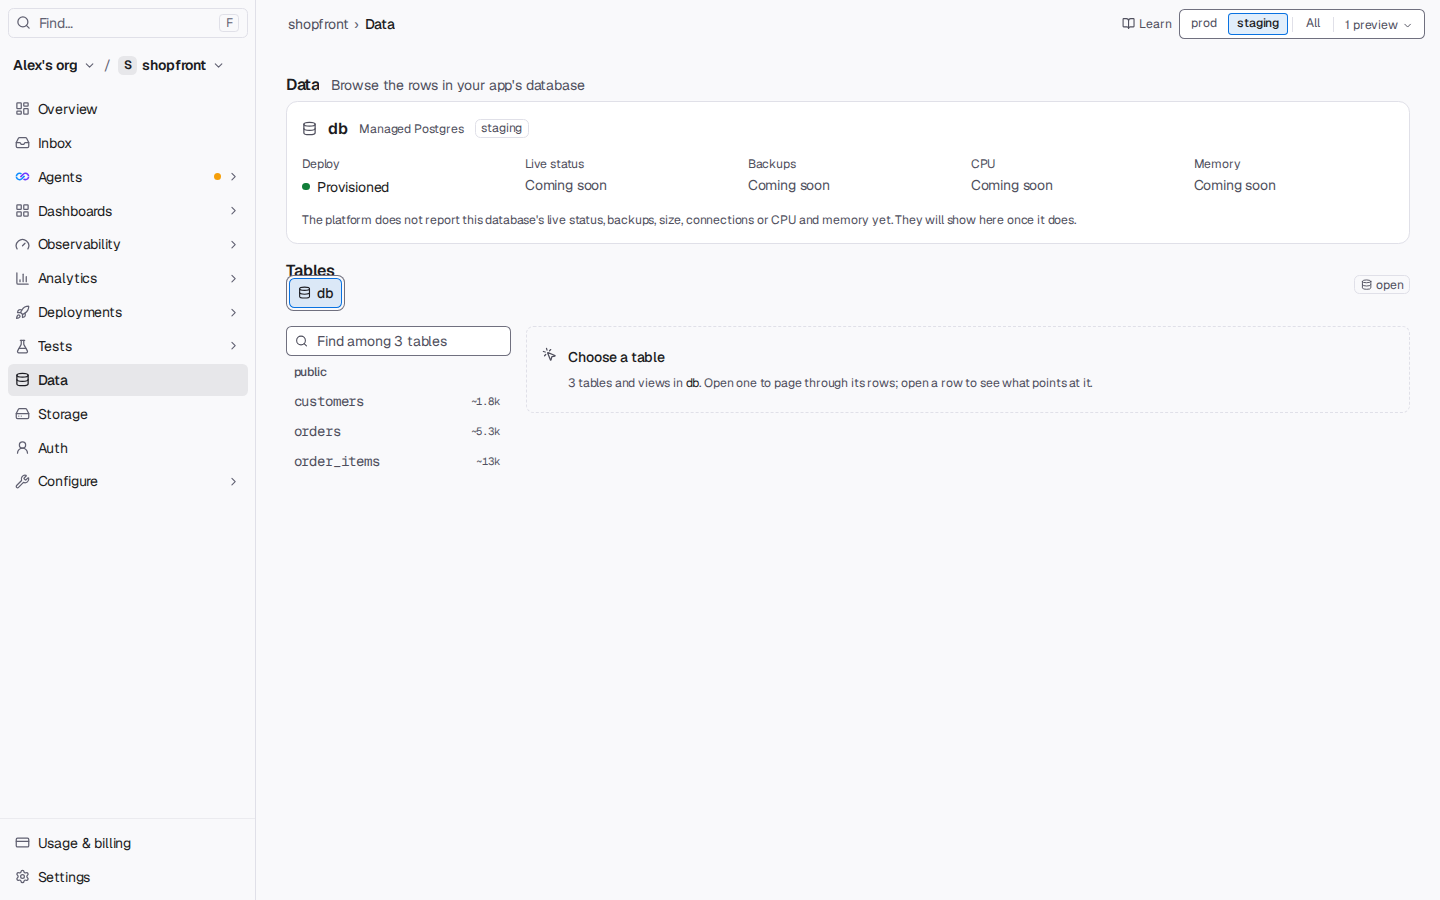 Find...
F
Alex's org / S shopfront
Overview
Inbox
Agents
Dashboards
Observability
Analytics
Deployments
Tests
Data
Storage
Auth
Configure
Usage & billing
Settings
shopfront › Data
Learn
prod staging All 1 preview
Data Browse the rows in your app's database
db Managed Postgres staging
Deploy Live status Backups CPU Memory
Provisioned Coming soon Coming soon Coming soon Coming soon
The platform does not report this database's live status, backups, size, connections or CPU and memory yet. They will show here once it does.
Tables
db
open
Find among 3 tables
public
customers ~1.8k
orders ~5.3k
order_items ~13k
Choose a table
3 tables and views in db. Open one to page through its rows; open a row to see what points at it.